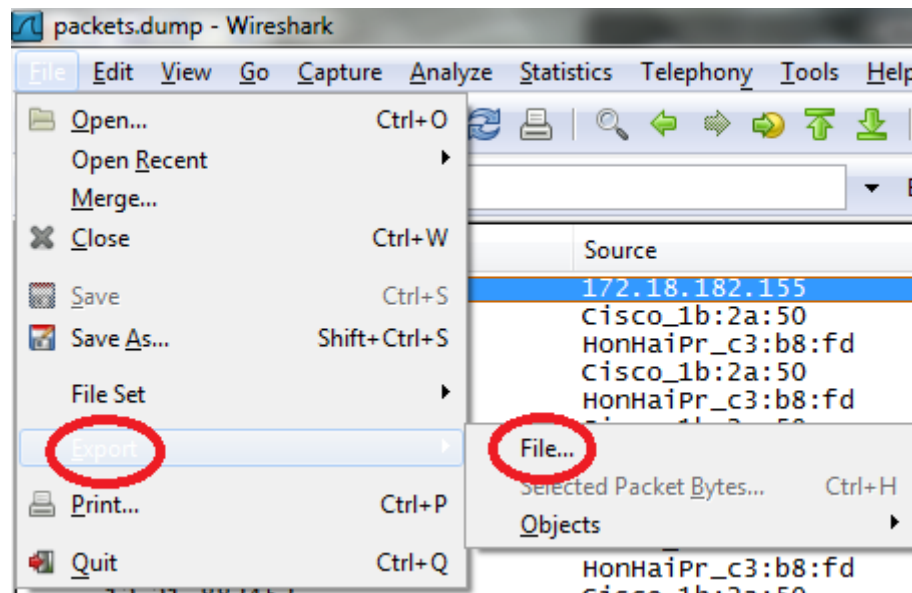 packets.dump - Wireshark
File Edit View Go Capture Analyze Statistics Telephony Tools Help
Open... Ctrl+O
Open Recent
Merge...
Close Ctrl+W
Save Ctrl+S
Save As... Shift+Ctrl+S
File Set
Export
Print... Ctrl+P
Quit Ctrl+Q
File...
Selected Packet Bytes... Ctrl+H
Objects
Source
172.18.182.155
Cisco_1b:2a:50
HonHaiPr_c3:b8:fd
Cisco_1b:2a:50
HonHaiPr_c3:b8:fd
HonHaiPr_c3:b8:fd